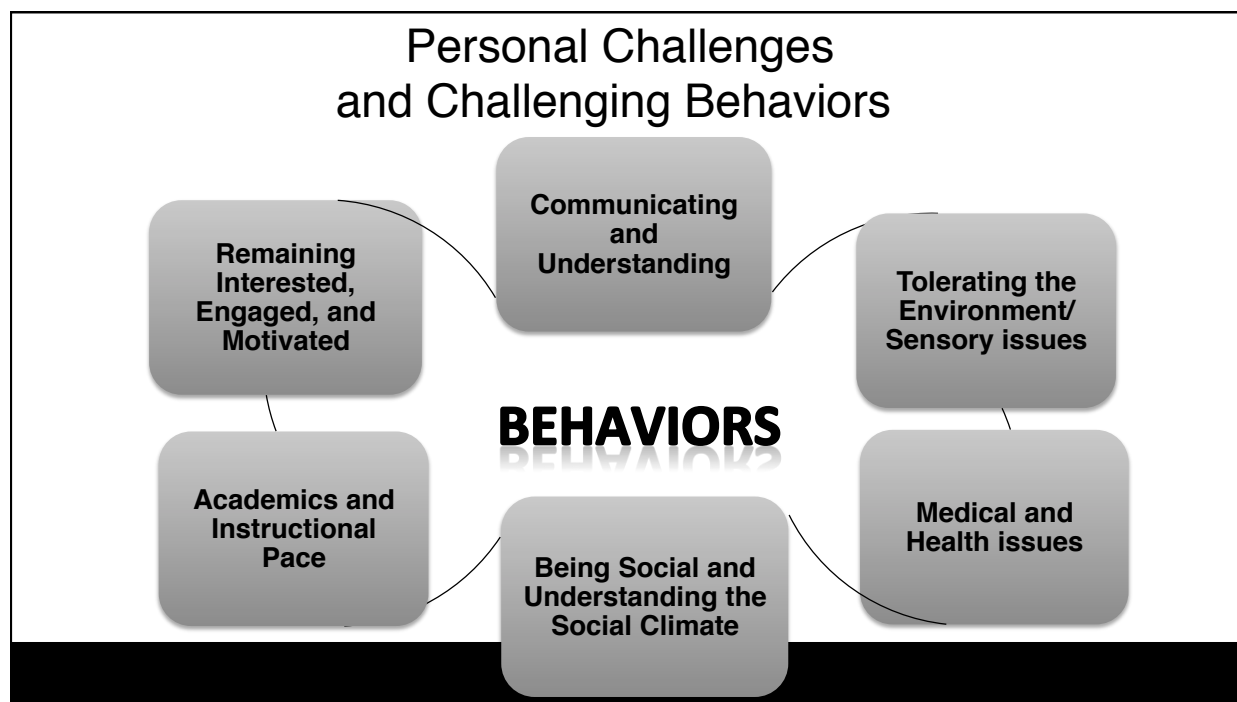 Personal Challenges
and Challenging Behaviors
Communicating
and
Understanding
Tolerating the
Environment/
Sensory issues
Medical and
Health issues
Being Social and
Understanding the
Social Climate
Academics and
Instructional
Pace
Remaining
Interested,
Engaged, and
Motivated
BEHAVIORS